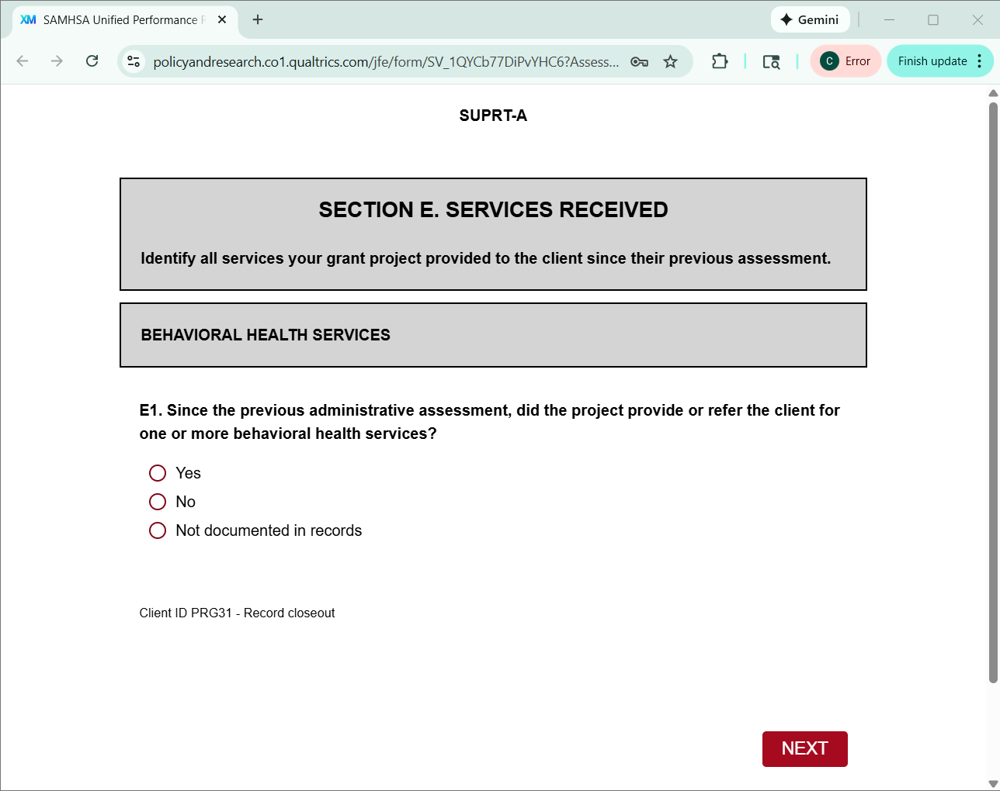 XM SAMHSA Unified Performance
Gemini
policyandresearch.co1.qualtrics.com/jfe/form/SV_1QYCb77DiPvYHC6?Assess...
C Error
Finish update
SUPRT-A
SECTION E. SERVICES RECEIVED
Identify all services your grant project provided to the client since their previous assessment.
BEHAVIORAL HEALTH SERVICES
E1. Since the previous administrative assessment, did the project provide or refer the client for
one or more behavioral health services?
Yes
No
Not documented in records
Client ID PRG31 - Record closeout
NEXT